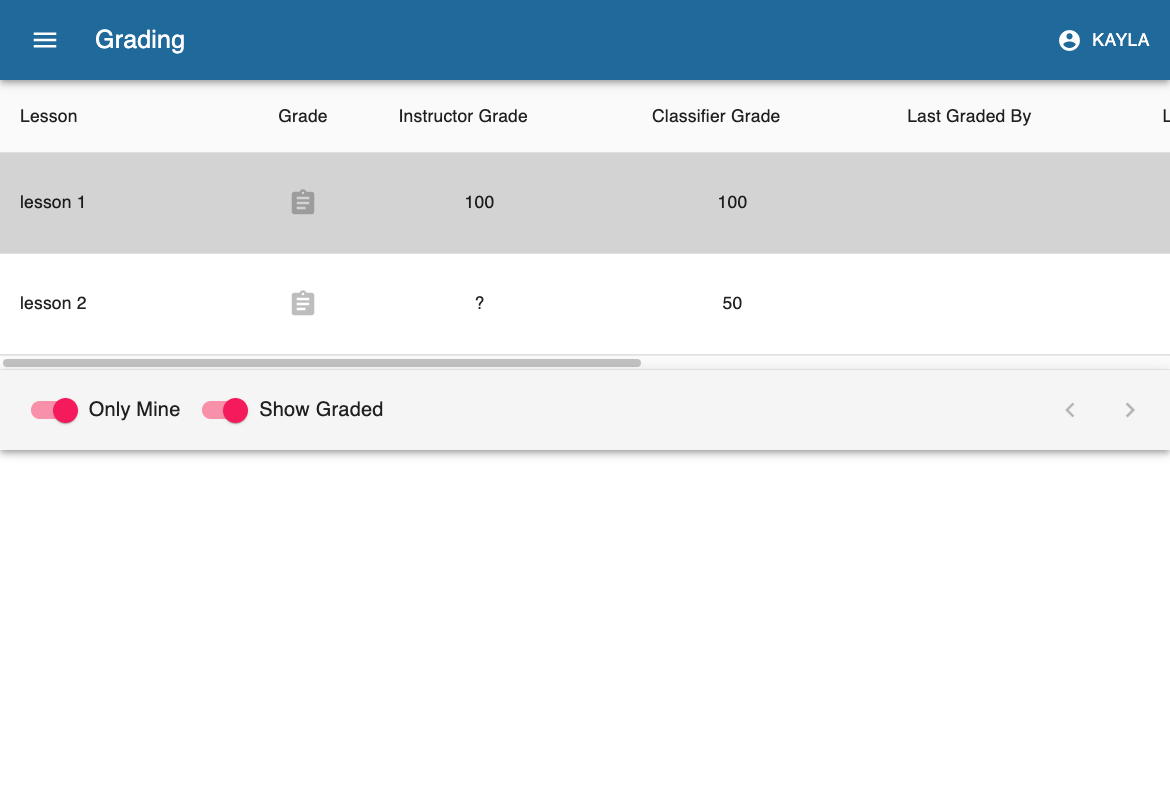 Grading KAYLA
Lesson Grade Instructor Grade Classifier Grade Last Graded By
lesson 1 100 100
lesson 2 ? 50
Only Mine Show Graded